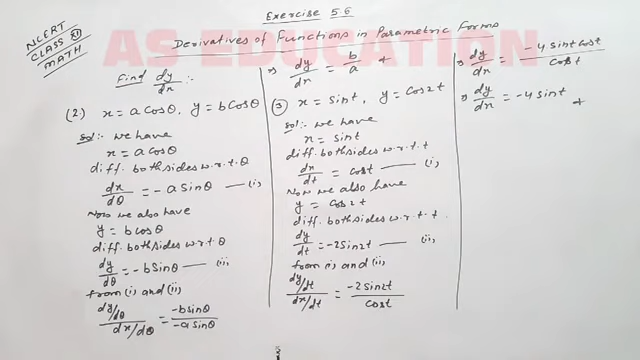 Exercise 5.6
NCERT
CLASS XII
MATH
AS EDUCATION
Derivatives of Functions in Parametric Forms
Find dy/dx :-
(2) x = a cosθ, y = b cosθ
Sol:- we have
x = a cosθ
diff. both sides w.r.t. θ
dx/dθ = -a sinθ —(i)
Now we also have
y = b cosθ
diff. both sides w.r.t. θ
dy/dθ = -b sinθ —(ii)
from (i) and (ii)
dy/dθ / dx/dθ = -b sinθ / -a sinθ
⇒ dy/dx = b/a
(3) x = sint, y = cos2t
Sol:- we have
x = sint
diff. both sides w.r.t. t
dx/dt = cost —(i)
Now we also have
y = cos2t
diff. both sides w.r.t. t.
dy/dt = -2sin2t —(ii)
from (i) and (ii)
dy/dt / dx/dt = -2sin2t / cost
⇒ dy/dx = -4 sint cost / cost
⇒ dy/dx = -4 sint